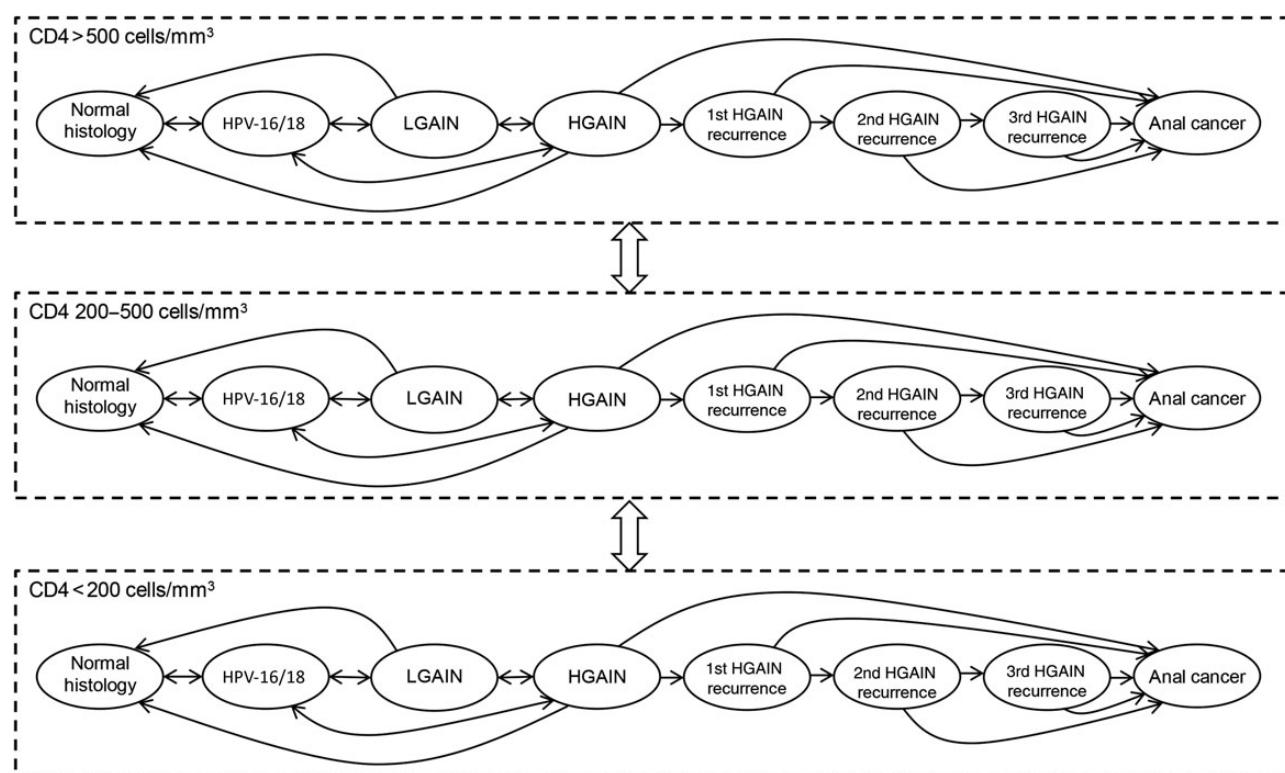 CD4 > 500 cells/mm³
Normal
histology
HPV-16/18
LGAIN
HGAIN
1st HGAIN
recurrence
2nd HGAIN
recurrence
3rd HGAIN
recurrence
Anal cancer
CD4 200–500 cells/mm³
Normal
histology
HPV-16/18
LGAIN
HGAIN
1st HGAIN
recurrence
2nd HGAIN
recurrence
3rd HGAIN
recurrence
Anal cancer
CD4 < 200 cells/mm³
Normal
histology
HPV-16/18
LGAIN
HGAIN
1st HGAIN
recurrence
2nd HGAIN
recurrence
3rd HGAIN
recurrence
Anal cancer